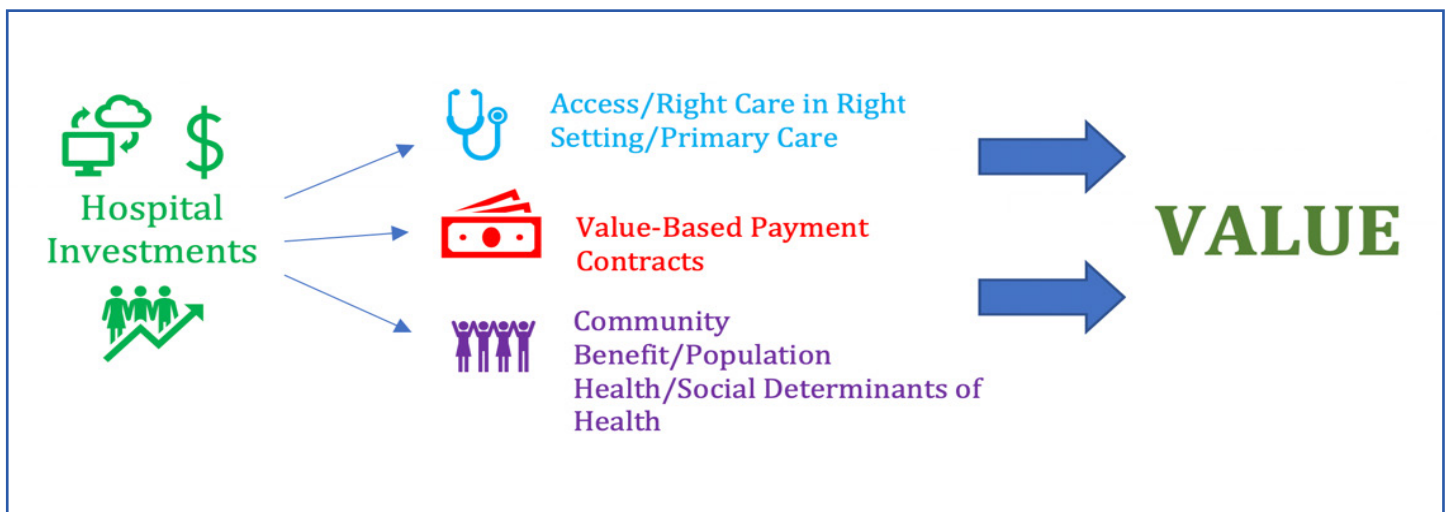 Hospital
Investments
Access/Right Care in Right
Setting/Primary Care
Value-Based Payment
Contracts
Community
Benefit/Population
Health/Social Determinants of
Health
VALUE